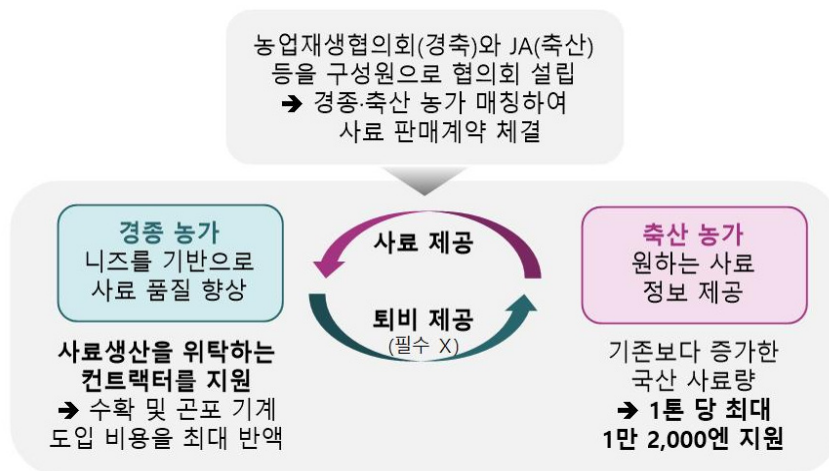 농업재생협의회(경축)와 JA(축산)
등을 구성원으로 협의회 설립
➔ 경종·축산 농가 매칭하여
사료 판매계약 체결
경종 농가
니즈를 기반으로
사료 품질 향상
사료생산을 위탁하는
컨트랙터를 지원
➔ 수확 및 곤포 기계
도입 비용을 최대 반액
사료 제공
퇴비 제공
(필수 X)
축산 농가
원하는 사료
정보 제공
기존보다 증가한
국산 사료량
➔ 1톤 당 최대
1만 2,000엔 지원